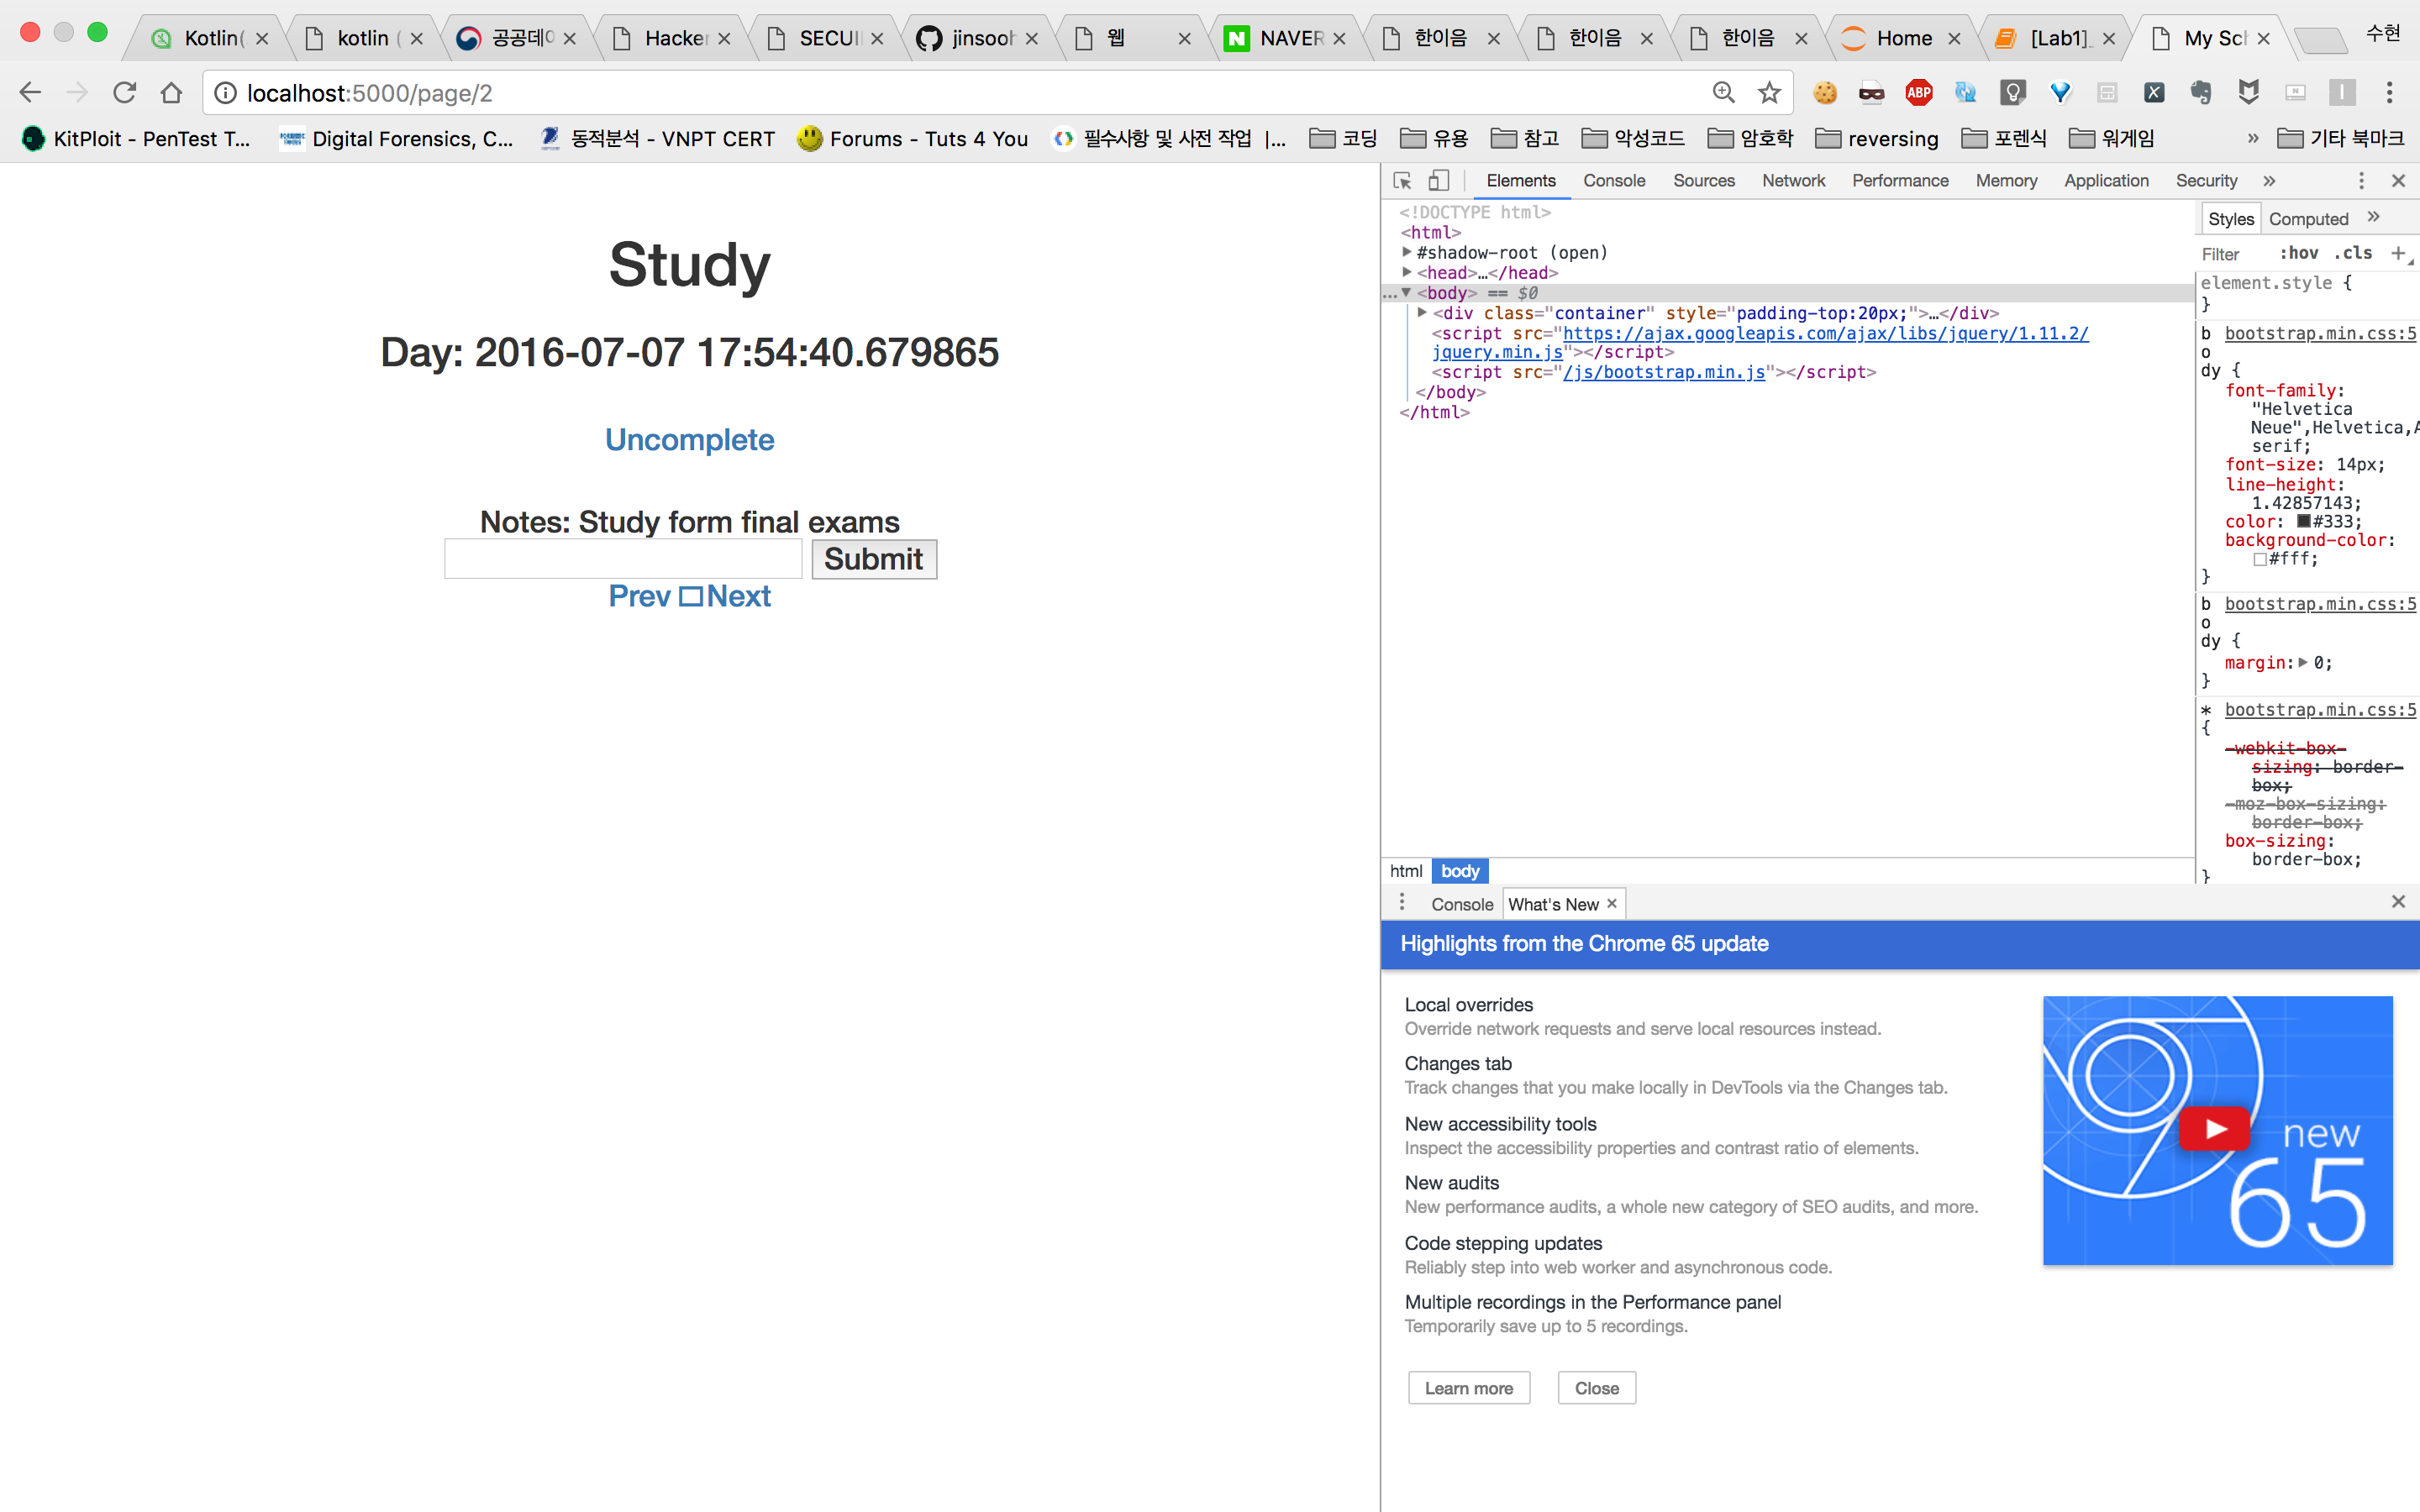 Kotlin(
kotlin (
공공데이
Hacker
SECUI
jinsooh
웹
NAVER
한이음
한이음
한이음
Home
[Lab1]_
My Sch
수현
localhost:5000/page/2
ABP
KitPloit - PenTest T...
Digital Forensics, C...
동적분석 - VNPT CERT
Forums - Tuts 4 You
필수사항 및 사전 작업 |...
코딩
유용
참고
악성코드
암호학
reversing
포렌식
워게임
»
기타 북마크
Study
Day: 2016-07-07 17:54:40.679865
Uncomplete
Notes: Study form final exams
Submit
Prev □Next
Elements
Console
Sources
Network
Performance
Memory
Application
Security
»
<!DOCTYPE html>
<html>
#shadow-root (open)
<head>…</head>
<body> == $0
<div class="container" style="padding-top:20px;">…</div>
<script src="https://ajax.googleapis.com/ajax/libs/jquery/1.11.2/
jquery.min.js"></script>
<script src="/js/bootstrap.min.js"></script>
</body>
</html>
html
body
Styles
Computed
»
Filter
:hov
.cls
+
element.style {
}
b bootstrap.min.css:5
o
dy {
font-family:
"Helvetica
Neue",Helvetica,A
serif;
font-size: 14px;
line-height:
1.42857143;
color: #333;
background-color:
#fff;
}
b bootstrap.min.css:5
o
dy {
margin: 0;
}
* bootstrap.min.css:5
{
-webkit-box-
sizing: border-
box;
-moz-box-sizing:
border-box;
box-sizing:
border-box;
}
Console
What's New
Highlights from the Chrome 65 update
Local overrides
Override network requests and serve local resources instead.
Changes tab
Track changes that you make locally in DevTools via the Changes tab.
New accessibility tools
Inspect the accessibility properties and contrast ratio of elements.
New audits
New performance audits, a whole new category of SEO audits, and more.
Code stepping updates
Reliably step into web worker and asynchronous code.
Multiple recordings in the Performance panel
Temporarily save up to 5 recordings.
Learn more
Close
new
65